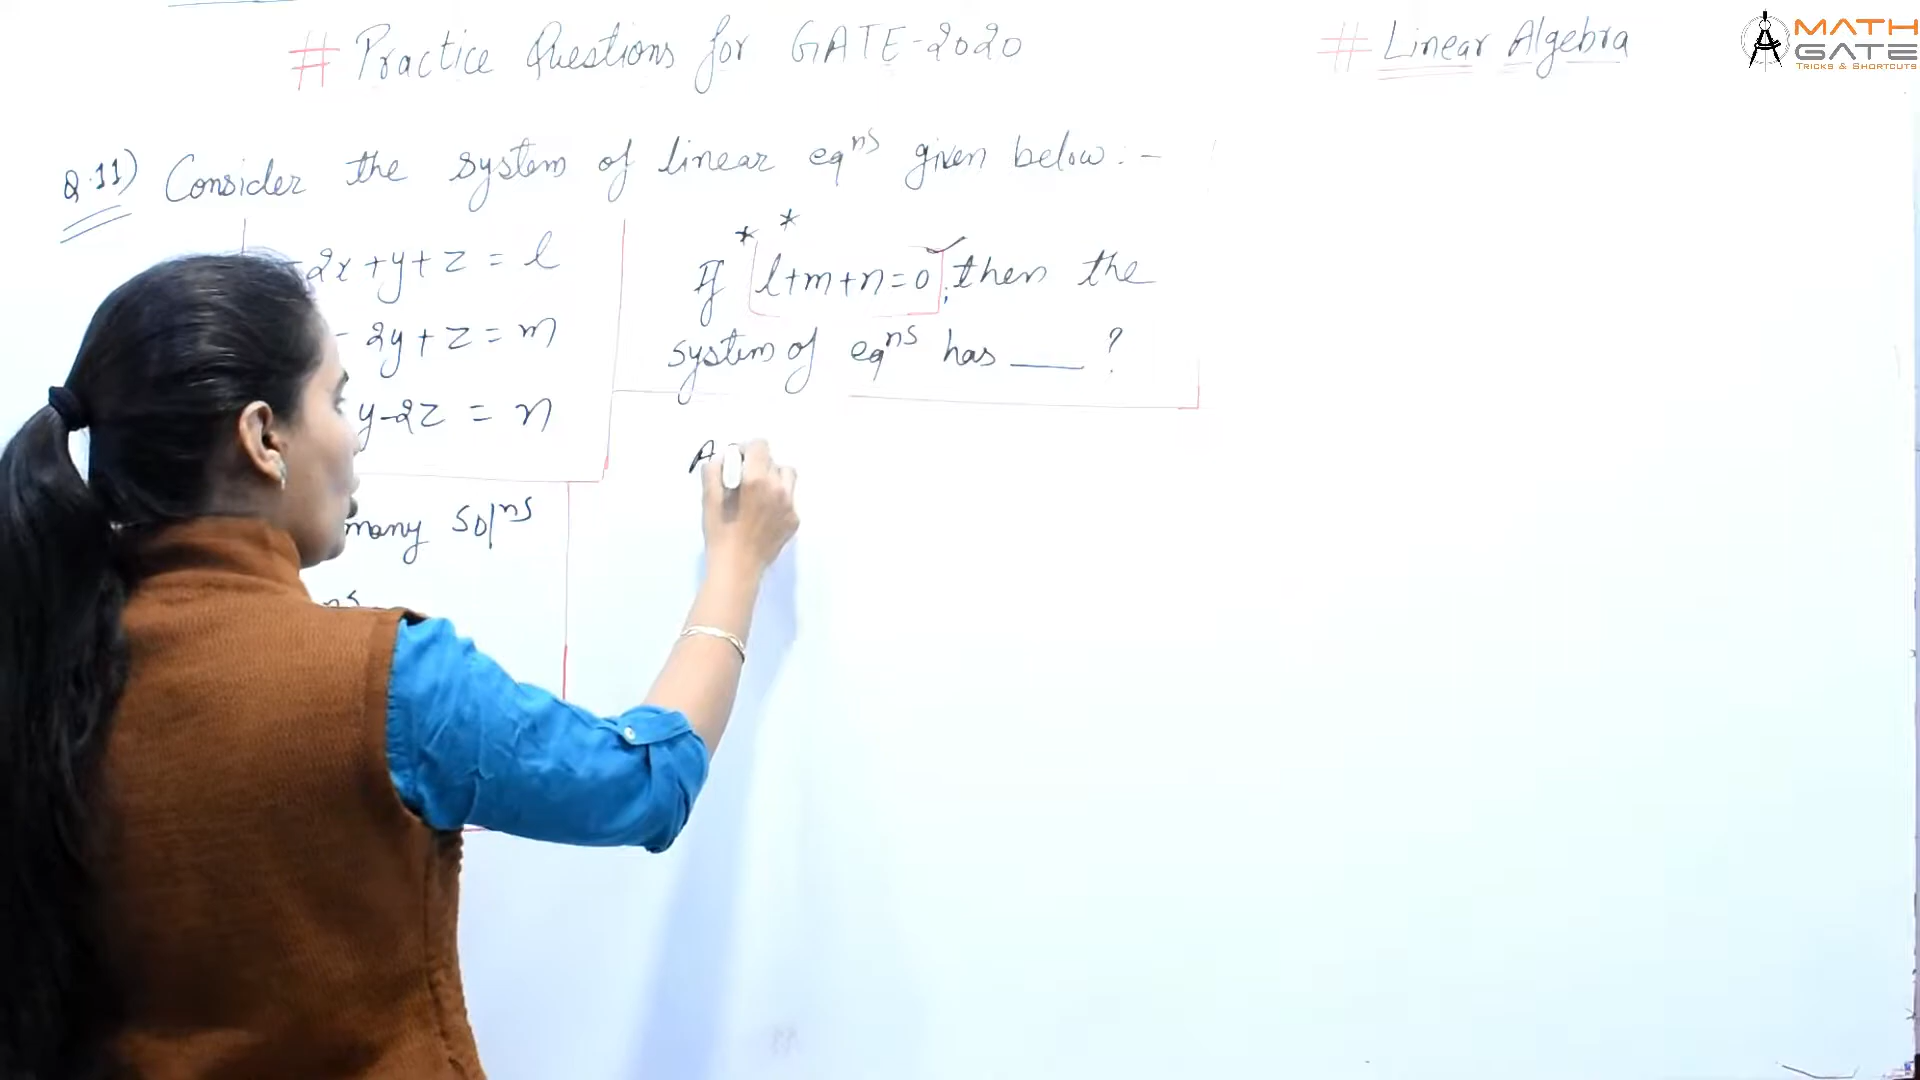 # Practice Questions for GATE-2020
# Linear Algebra
MATH
GATE
TRICKS & SHORTCUTS
Q.11) Consider the system of linear eqⁿˢ given below:-
-2x+y+z = l
- 2y+z = m
y-2z = n
If l+m+n=0, then the
system of eqⁿˢ has ___ ?
many solⁿˢ
ns
A